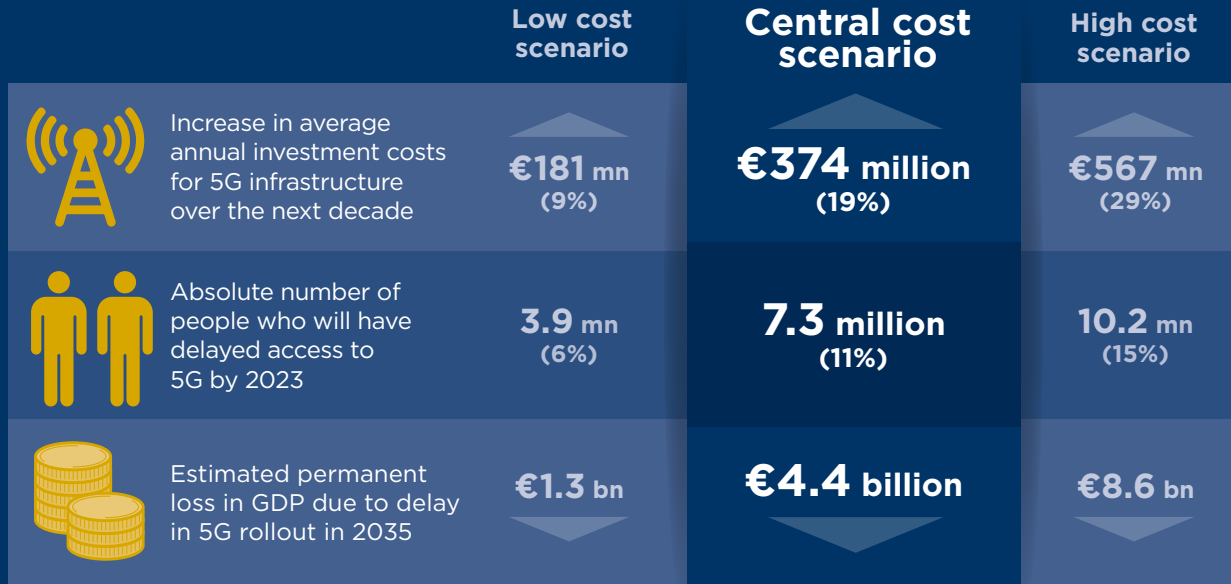 Low cost
scenario
Central cost
scenario
High cost
scenario
Increase in average
annual investment costs
for 5G infrastructure
over the next decade
€181 mn
(9%)
€374 million
(19%)
€567 mn
(29%)
Absolute number of
people who will have
delayed access to
5G by 2023
3.9 mn
(6%)
7.3 million
(11%)
10.2 mn
(15%)
Estimated permanent
loss in GDP due to delay
in 5G rollout in 2035
€1.3 bn
€4.4 billion
€8.6 bn